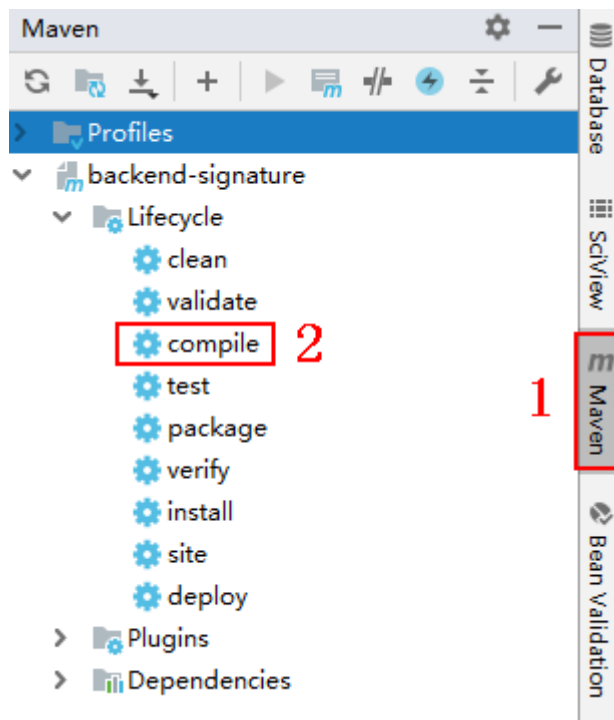 Maven
Profiles
backend-signature
Lifecycle
clean
validate
compile
2
test
package
verify
install
site
deploy
Plugins
Dependencies
Database
SciView
1
m Maven
Bean Validation